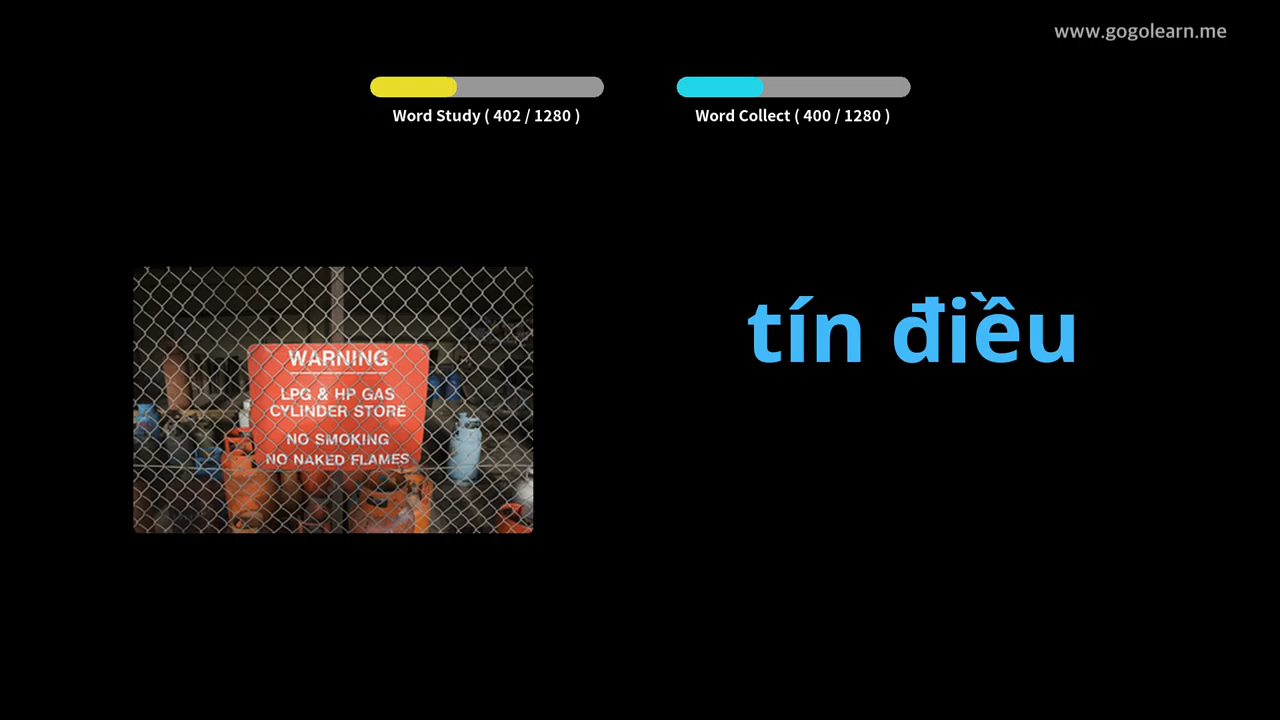 www.gogolearn.me
Word Study ( 402 / 1280 )
Word Collect ( 400 / 1280 )
tín điều
WARNING
LPG & HP GAS
CYLINDER STORE
NO SMOKING
NO NAKED FLAMES